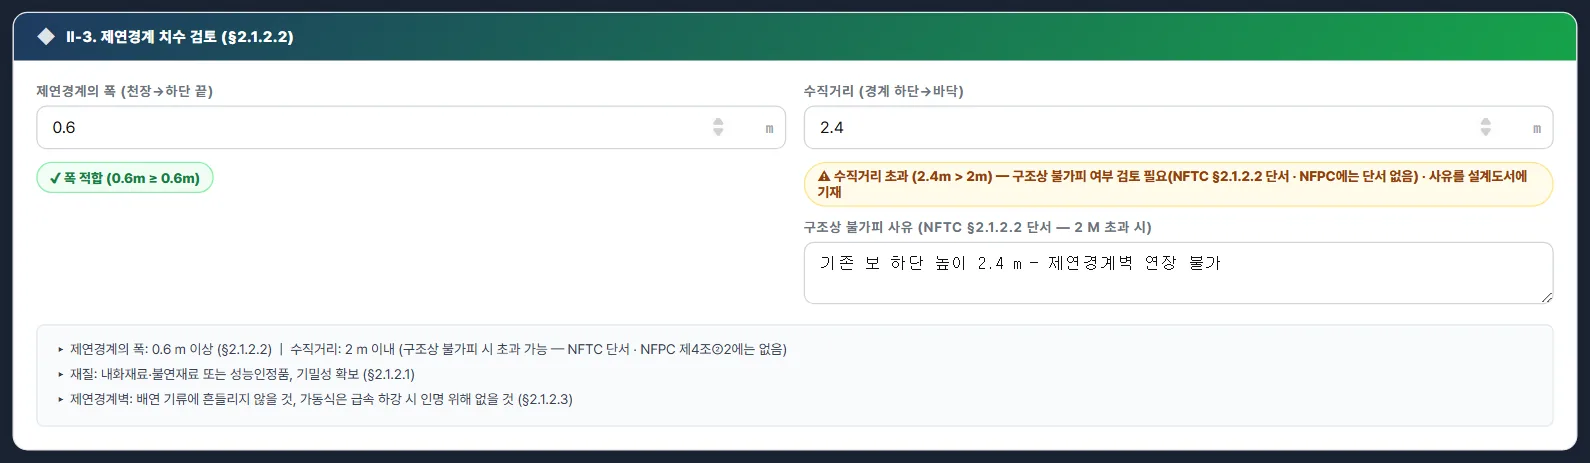 ◆ II-3. 제연경계 치수 검토 (§2.1.2.2)
제연경계의 폭 (천장→하단 끝)
0.6 m
✓ 폭 적합 (0.6m ≥ 0.6m)
수직거리 (경계 하단→바닥)
2.4 m
⚠ 수직거리 초과 (2.4m > 2m) — 구조상 불가피 여부 검토 필요(NFTC §2.1.2.2 단서 · NFPC에는 단서 없음) · 사유를 설계도서에
기재
구조상 불가피 사유 (NFTC §2.1.2.2 단서 — 2 M 초과 시)
기존 보 하단 높이 2.4 m — 제연경계벽 연장 불가
▸ 제연경계의 폭: 0.6 m 이상 (§2.1.2.2) | 수직거리: 2 m 이내 (구조상 불가피 시 초과 가능 — NFTC 단서 · NFPC 제4조②2에는 없음)
▸ 재질: 내화재료·불연재료 또는 성능인정품, 기밀성 확보 (§2.1.2.1)
▸ 제연경계벽: 배연 기류에 흔들리지 않을 것, 가동식은 급속 하강 시 인명 위해 없을 것 (§2.1.2.3)